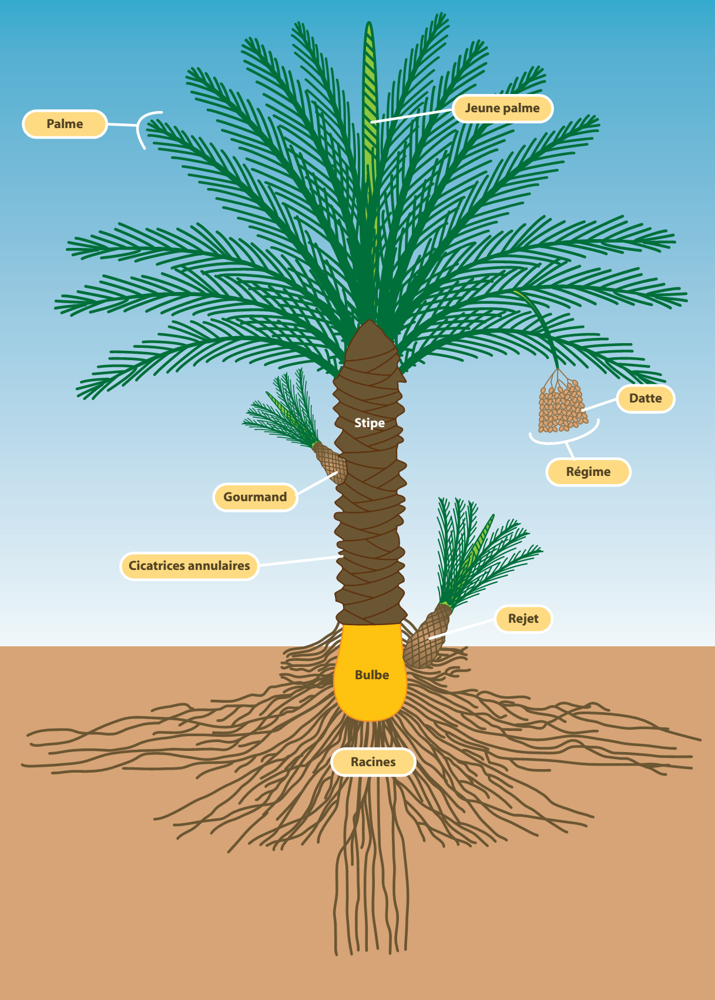 Jeune palme
Palme
Datte
Stipe
Régime
Gourmand
Cicatrices annulaires
Rejet
Bulbe
Racines